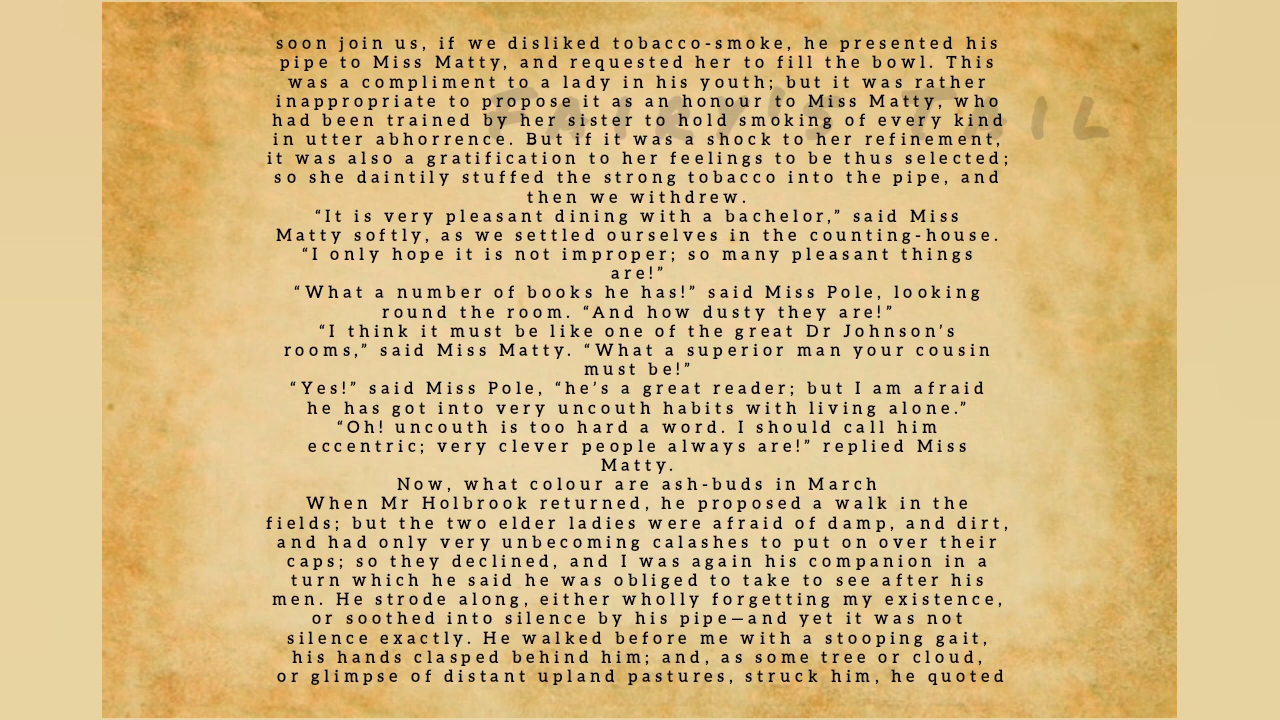 soon join us, if we disliked tobacco-smoke, he presented his
pipe to Miss Matty, and requested her to fill the bowl. This
was a compliment to a lady in his youth; but it was rather
inappropriate to propose it as an honour to Miss Matty, who
had been trained by her sister to hold smoking of every kind
in utter abhorrence. But if it was a shock to her refinement,
it was also a gratification to her feelings to be thus selected;
so she daintily stuffed the strong tobacco into the pipe, and
then we withdrew.
“It is very pleasant dining with a bachelor,” said Miss
Matty softly, as we settled ourselves in the counting-house.
“I only hope it is not improper; so many pleasant things
are!”
“What a number of books he has!” said Miss Pole, looking
round the room. “And how dusty they are!”
“I think it must be like one of the great Dr Johnson’s
rooms,” said Miss Matty. “What a superior man your cousin
must be!”
“Yes!” said Miss Pole, “he’s a great reader; but I am afraid
he has got into very uncouth habits with living alone.”
“Oh! uncouth is too hard a word. I should call him
eccentric; very clever people always are!” replied Miss
Matty.
Now, what colour are ash-buds in March
When Mr Holbrook returned, he proposed a walk in the
fields; but the two elder ladies were afraid of damp, and dirt,
and had only very unbecoming calashes to put on over their
caps; so they declined, and I was again his companion in a
turn which he said he was obliged to take to see after his
men. He strode along, either wholly forgetting my existence,
or soothed into silence by his pipe—and yet it was not
silence exactly. He walked before me with a stooping gait,
his hands clasped behind him; and, as some tree or cloud,
or glimpse of distant upland pastures, struck him, he quoted